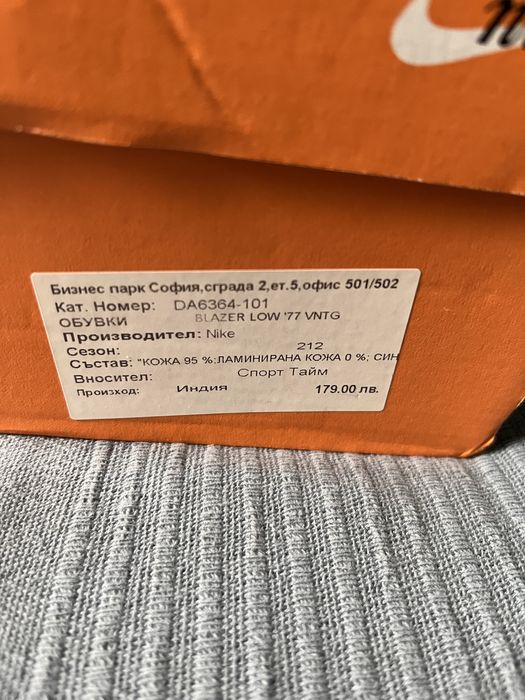 Бизнес парк София,сграда 2,ет.5,офис 501/502
Кат. Номер: DA6364-101
ОБУВКИ BLAZER LOW '77 VNTG
Производител: Nike
Сезон: 212
Състав: "КОЖА 95 %:ЛАМИНИРАНА КОЖА 0 %; СИН
Вносител: Спорт Тайм
Произход: Индия 179.00 лв.